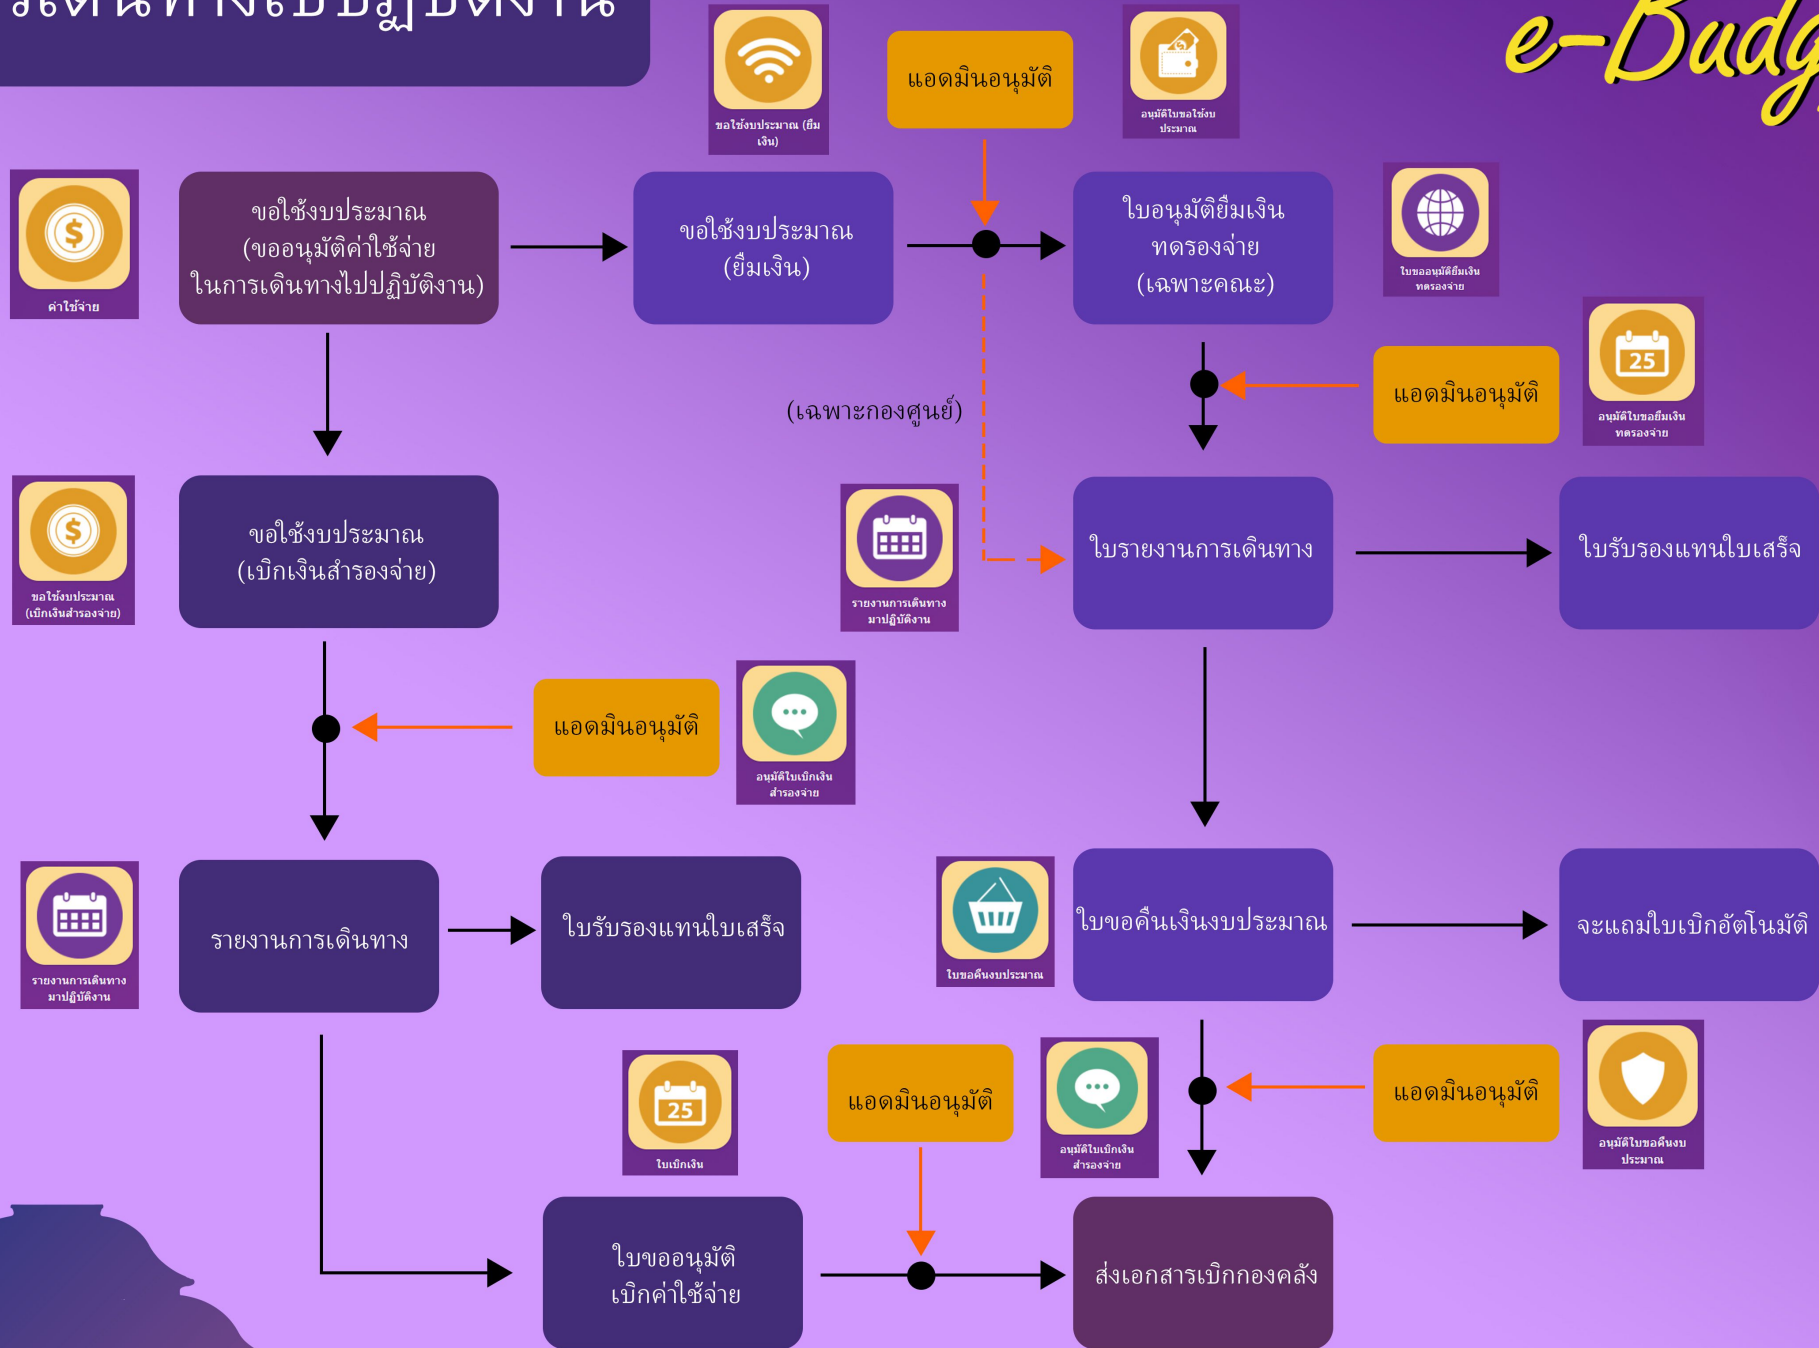 e-Budg
แอดมินอนุมัติ
ขอใช้งบประมาณ (ยืม
เงิน)
อนุมัติใบขอใช้งบ
ประมาณ
ค่าใช้จ่าย
ขอใช้งบประมาณ
(ขออนุมัติค่าใช้จ่าย
ในการเดินทางไปปฏิบัติงาน)
ขอใช้งบประมาณ
(ยืมเงิน)
ใบอนุมัติยืมเงิน
ทดรองจ่าย
(เฉพาะคณะ)
ใบขออนุมัติยืมเงิน
ทดรองจ่าย
(เฉพาะกองศูนย์)
แอดมินอนุมัติ
25
อนุมัติใบขอยืมเงิน
ทดรองจ่าย
ขอใช้งบประมาณ
(เบิกเงินสำรองจ่าย)
ขอใช้งบประมาณ
(เบิกเงินสำรองจ่าย)
รายงานการเดินทาง
มาปฏิบัติงาน
ใบรายงานการเดินทาง
ใบรับรองแทนใบเสร็จ
แอดมินอนุมัติ
อนุมัติใบเบิกเงิน
สำรองจ่าย
รายงานการเดินทาง
มาปฏิบัติงาน
รายงานการเดินทาง
ใบรับรองแทนใบเสร็จ
ใบขอคืนงบประมาณ
ใบขอคืนเงินงบประมาณ
จะแถมใบเบิกอัตโนมัติ
25
ใบเบิกเงิน
แอดมินอนุมัติ
อนุมัติใบเบิกเงิน
สำรองจ่าย
แอดมินอนุมัติ
อนุมัติใบขอคืนงบ
ประมาณ
ใบขออนุมัติ
เบิกค่าใช้จ่าย
ส่งเอกสารเบิกกองคลัง